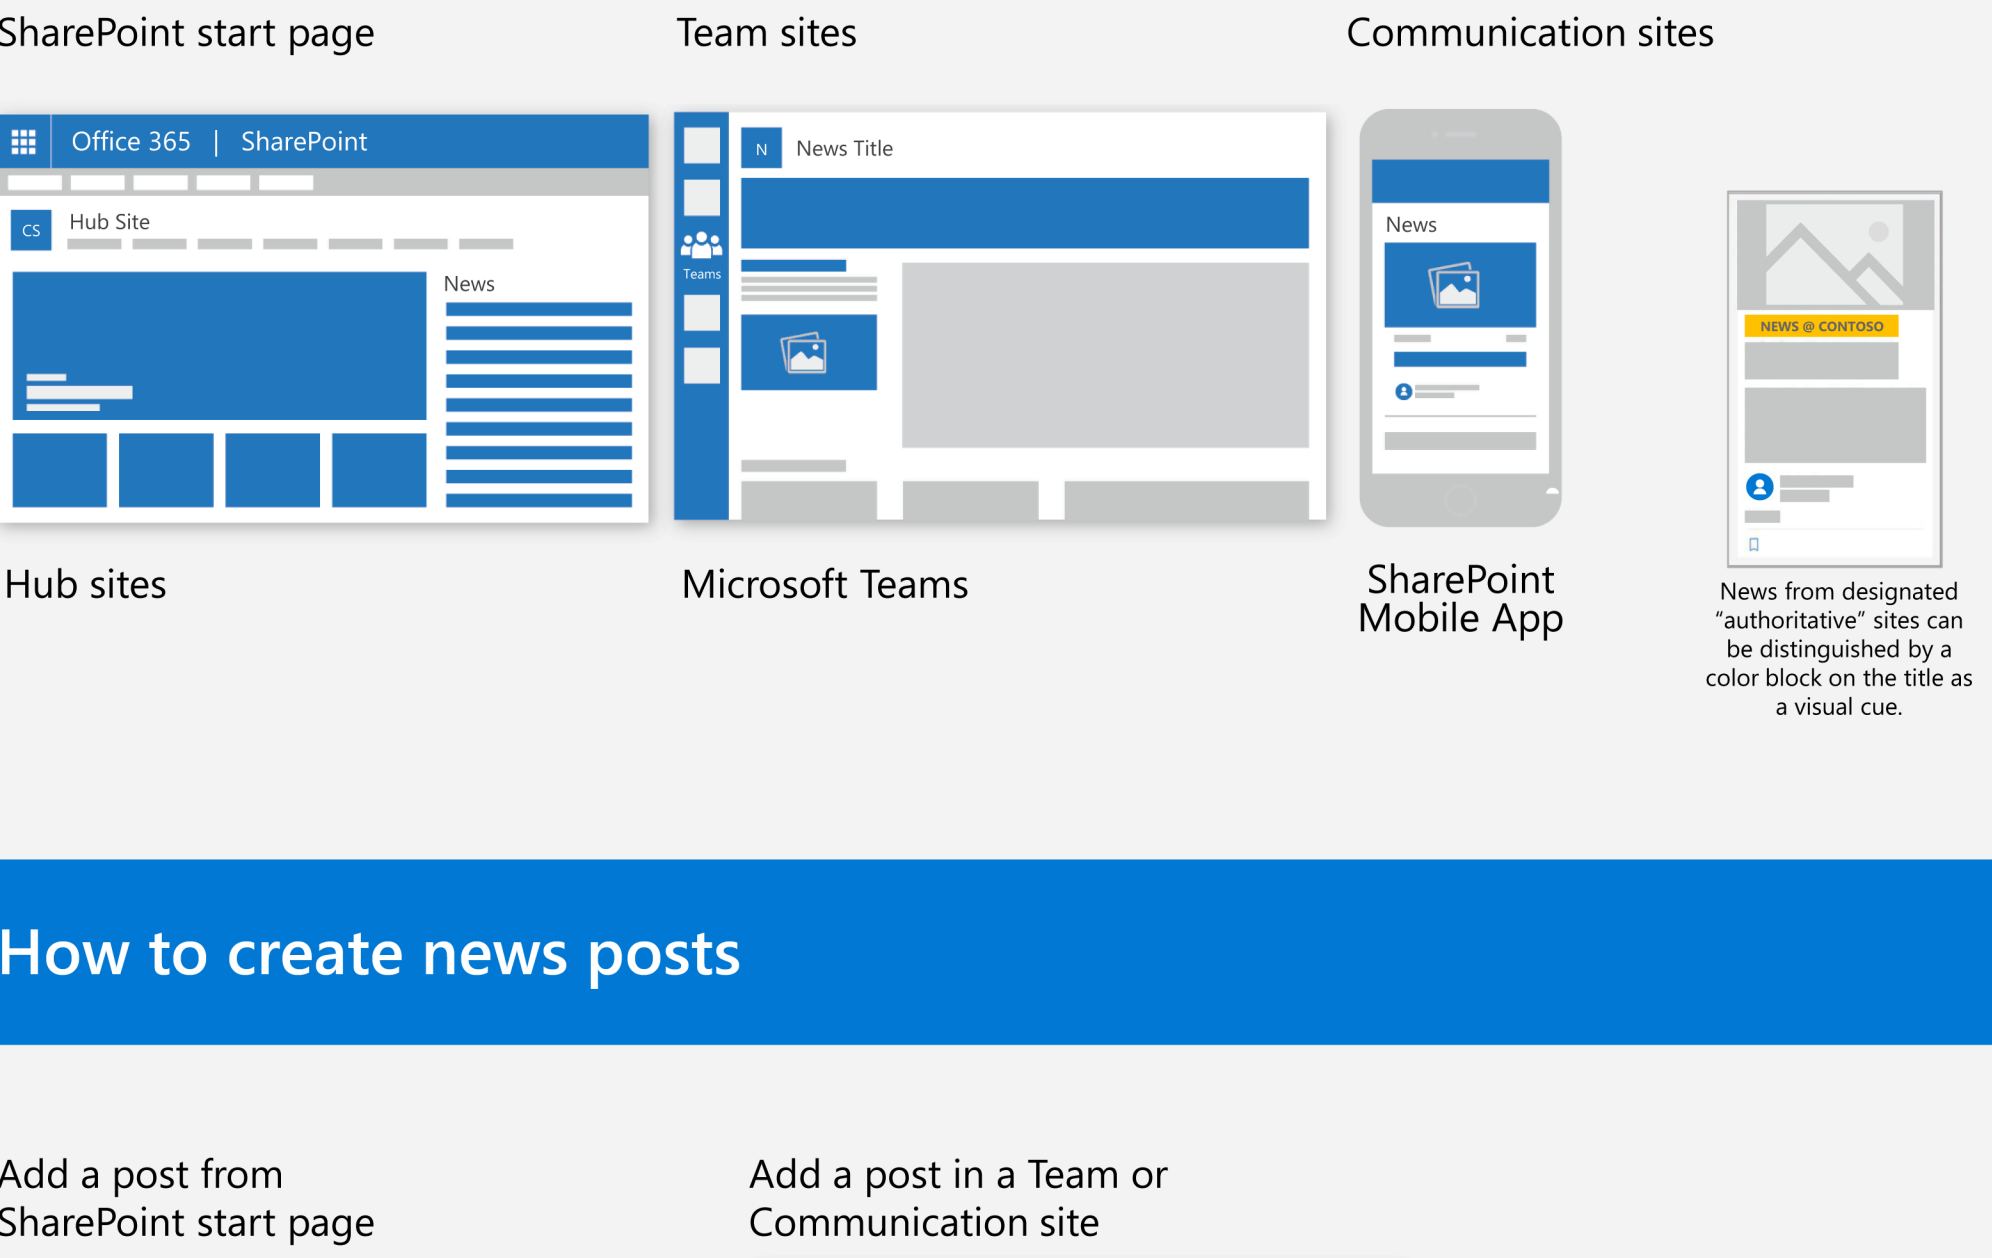 SharePoint start page
Team sites
Communication sites
Office 365 | SharePoint
CS
Hub Site
News
N
News Title
Teams
News
NEWS @ CONTOSO
Hub sites
Microsoft Teams
SharePoint
Mobile App
News from designated
“authoritative” sites can
be distinguished by a
color block on the title as
a visual cue.
How to create news posts
Add a post from
SharePoint start page
Add a post in a Team or
Communication site